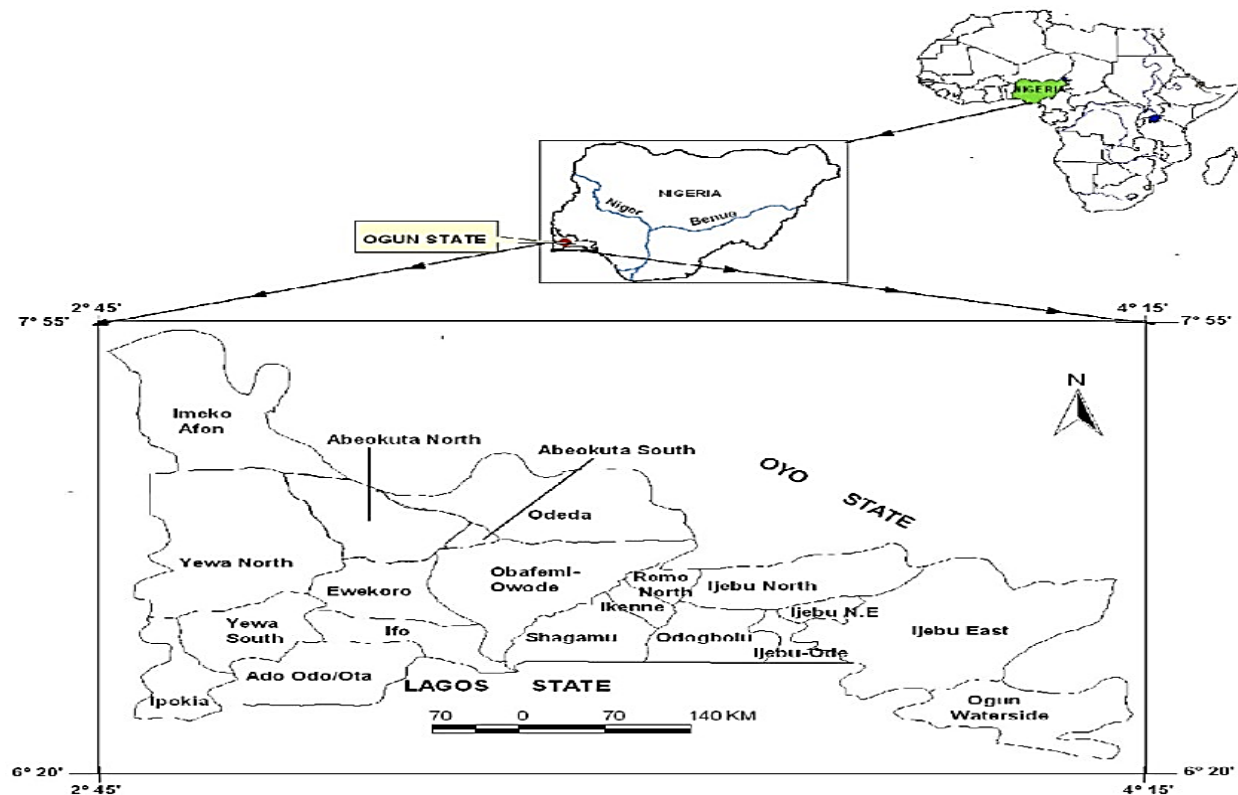 NIGERIA
NIGERIA
Niger
Benue
OGUN STATE
2° 45'
4° 15'
7° 55'
7° 55'
N
Imeko
Afon
Abeokuta North
Abeokuta South
OYO
STATE
Odeda
Yewa North
Ewekoro
Obafemi-
Owode
Remo
North
Ijebu North
Ikenne
Ijebu N.E
Yewa
South
Ifo
Shagamu
Odogbolu
Ijebu East
Ijebu-Ode
Ado Odo/Ota
Ipokia
LAGOS STATE
Ogun
Waterside
70 0 70 140 KM
6° 20'
6° 20'
2° 45'
4° 15'